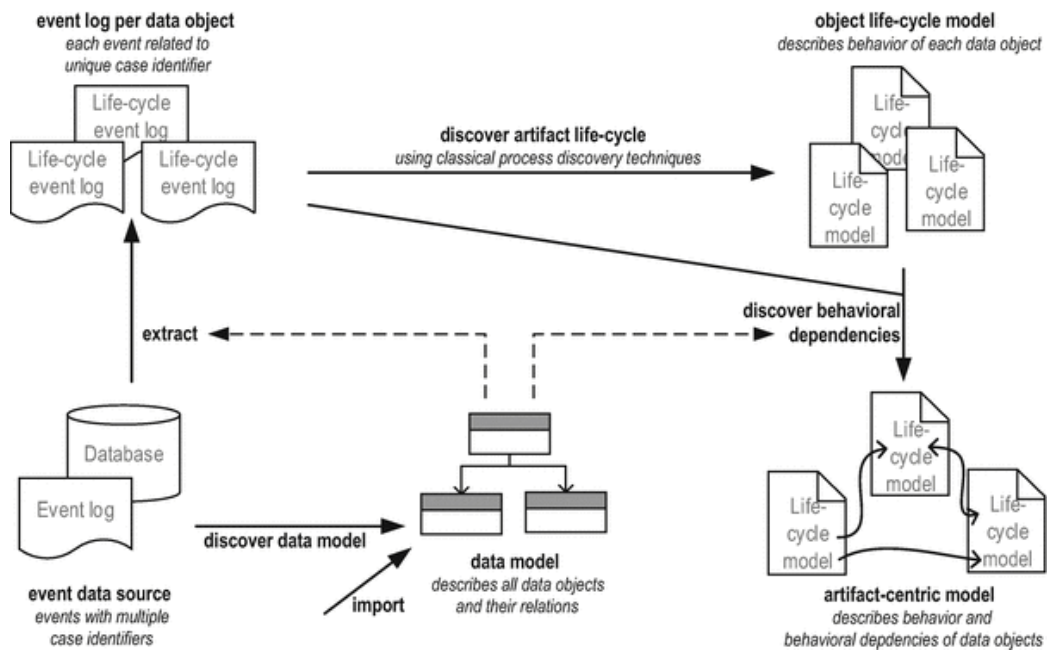 event log per data object
each event related to
unique case identifier
Life-cycle
event log
Life-cycle
event log
Life-cycle
event log
discover artifact life-cycle
using classical process discovery techniques
object life-cycle model
describes behavior of each data object
Life-
cycle
model
Life-
cycle
model
Life-
cycle
model
extract
discover behavioral
dependencies
Database
Event log
discover data model
import
event data source
events with multiple
case identifiers
data model
describes all data objects
and their relations
Life-
cycle
model
Life-
cycle
model
Life-
cycle
model
artifact-centric model
describes behavior and
behavioral depdencies of data objects